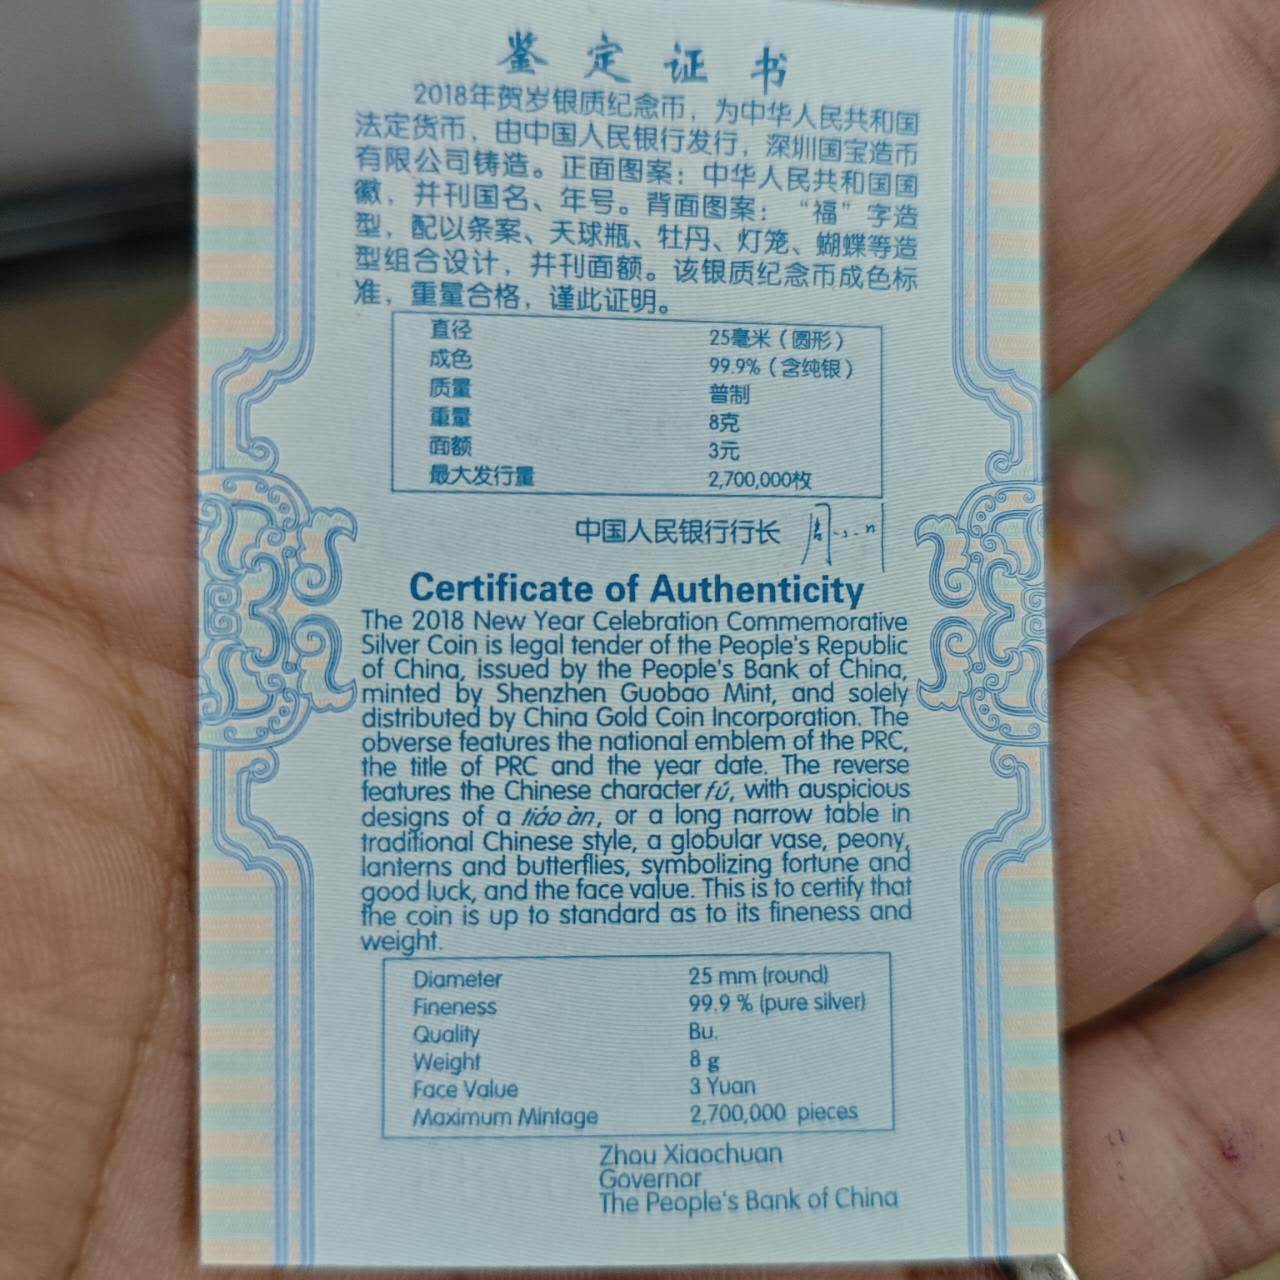 鉴定证书
2018年贺岁银质纪念币，为中华人民共和国
法定货币，由中国人民银行发行，深圳国宝造币
有限公司铸造。正面图案：中华人民共和国国
徽，并刊国名、年号。背面图案：“福”字造
型，配以条案、天球瓶、牡丹、灯笼、蝴蝶等造
型组合设计，并刊面额。该银质纪念币成色标
准，重量合格，谨此证明。
直径 25毫米（圆形）
成色 99.9%（含纯银）
质量 普制
重量 8克
面额 3元
最大发行量 2,700,000枚
中国人民银行行长 周小川
Certificate of Authenticity
The 2018 New Year Celebration Commemorative
Silver Coin is legal tender of the People's Republic
of China, issued by the People's Bank of China,
minted by Shenzhen Guobao Mint, and solely
distributed by China Gold Coin Incorporation. The
obverse features the national emblem of the PRC,
the title of PRC and the year date. The reverse
features the Chinese character fú, with auspicious
designs of a tiáo àn, or a long narrow table in
traditional Chinese style, a globular vase, peony,
lanterns and butterflies, symbolizing fortune and
good luck, and the face value. This is to certify that
the coin is up to standard as to its fineness and
weight.
Diameter 25 mm (round)
Fineness 99.9 % (pure silver)
Quality Bu.
Weight 8 g
Face Value 3 Yuan
Maximum Mintage 2,700,000 pieces
Zhou Xiaochuan
Governor
The People's Bank of China